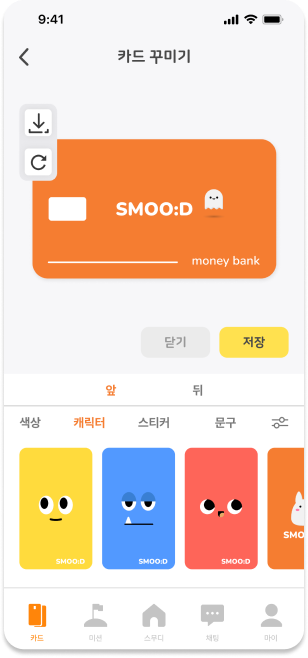 9:41
카드 꾸미기
SMOO:D
money bank
닫기 저장
앞 뒤
색상 캐릭터 스티커 문구
SMOO:D SMOO:D SMOO:D SMOO
카드 미션 스무디 채팅 마이